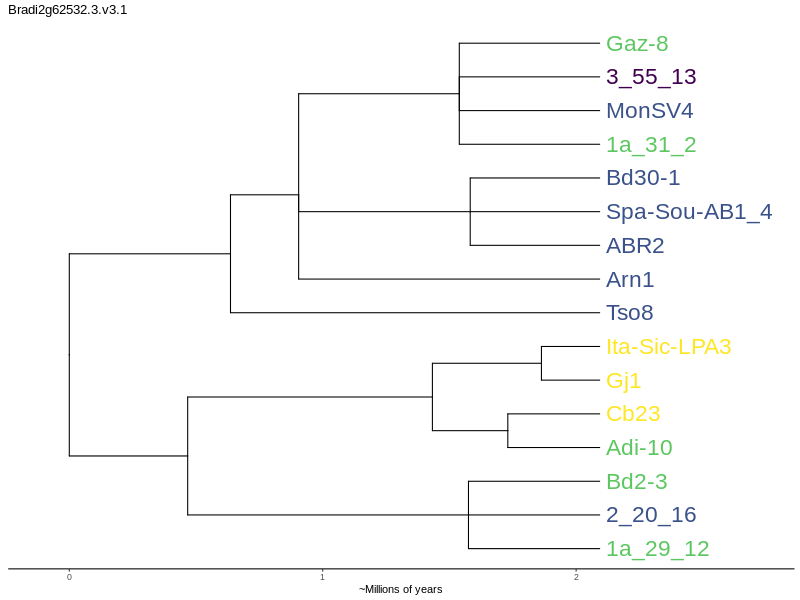 Bradi2g62532.3.v3.1
Gaz-8
3_55_13
MonSV4
1a_31_2
Bd30-1
Spa-Sou-AB1_4
ABR2
Arn1
Tso8
Ita-Sic-LPA3
Gj1
Cb23
Adi-10
Bd2-3
2_20_16
1a_29_12
0 1 2
~Millions of years